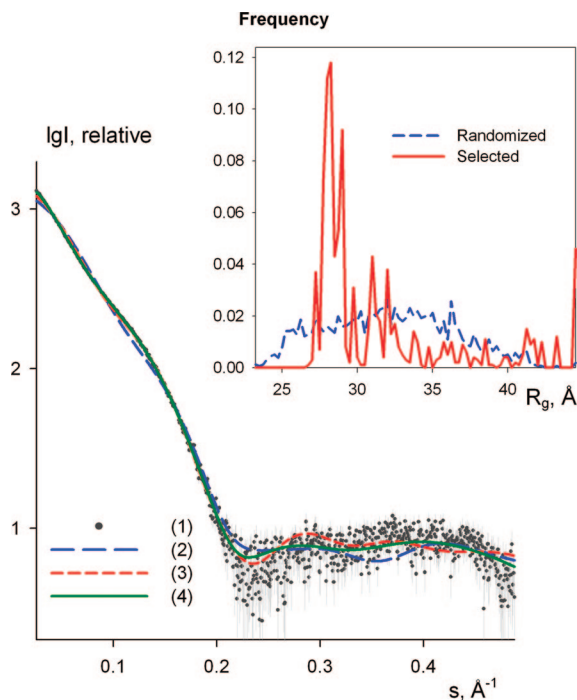 Frequency
0.12
0.10
0.08
0.06
0.04
0.02
0.00
Randomized
Selected
25 30 35 40
Rg, Å
lgI, relative
3
2
1
(1)
(2)
(3)
(4)
0.1 0.2 0.3 0.4
s, Å-1